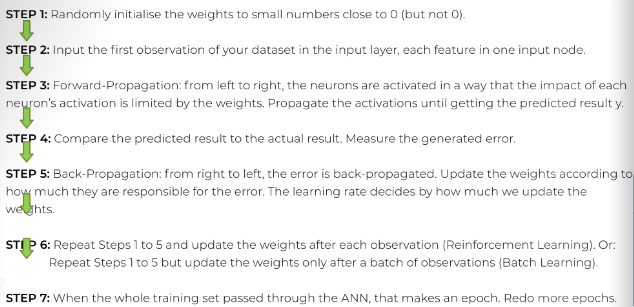 STEP 1: Randomly initialise the weights to small numbers close to 0 (but not 0).
STEP 2: Input the first observation of your dataset in the input layer, each feature in one input node.
STEP 3: Forward-Propagation: from left to right, the neurons are activated in a way that the impact of each
neuron's activation is limited by the weights. Propagate the activations until getting the predicted result y.
STEP 4: Compare the predicted result to the actual result. Measure the generated error.
STEP 5: Back-Propagation: from right to left, the error is back-propagated. Update the weights according to
how much they are responsible for the error. The learning rate decides by how much we update the
weights.
STEP 6: Repeat Steps 1 to 5 and update the weights after each observation (Reinforcement Learning). Or:
Repeat Steps 1 to 5 but update the weights only after a batch of observations (Batch Learning).
STEP 7: When the whole training set passed through the ANN, that makes an epoch. Redo more epochs.